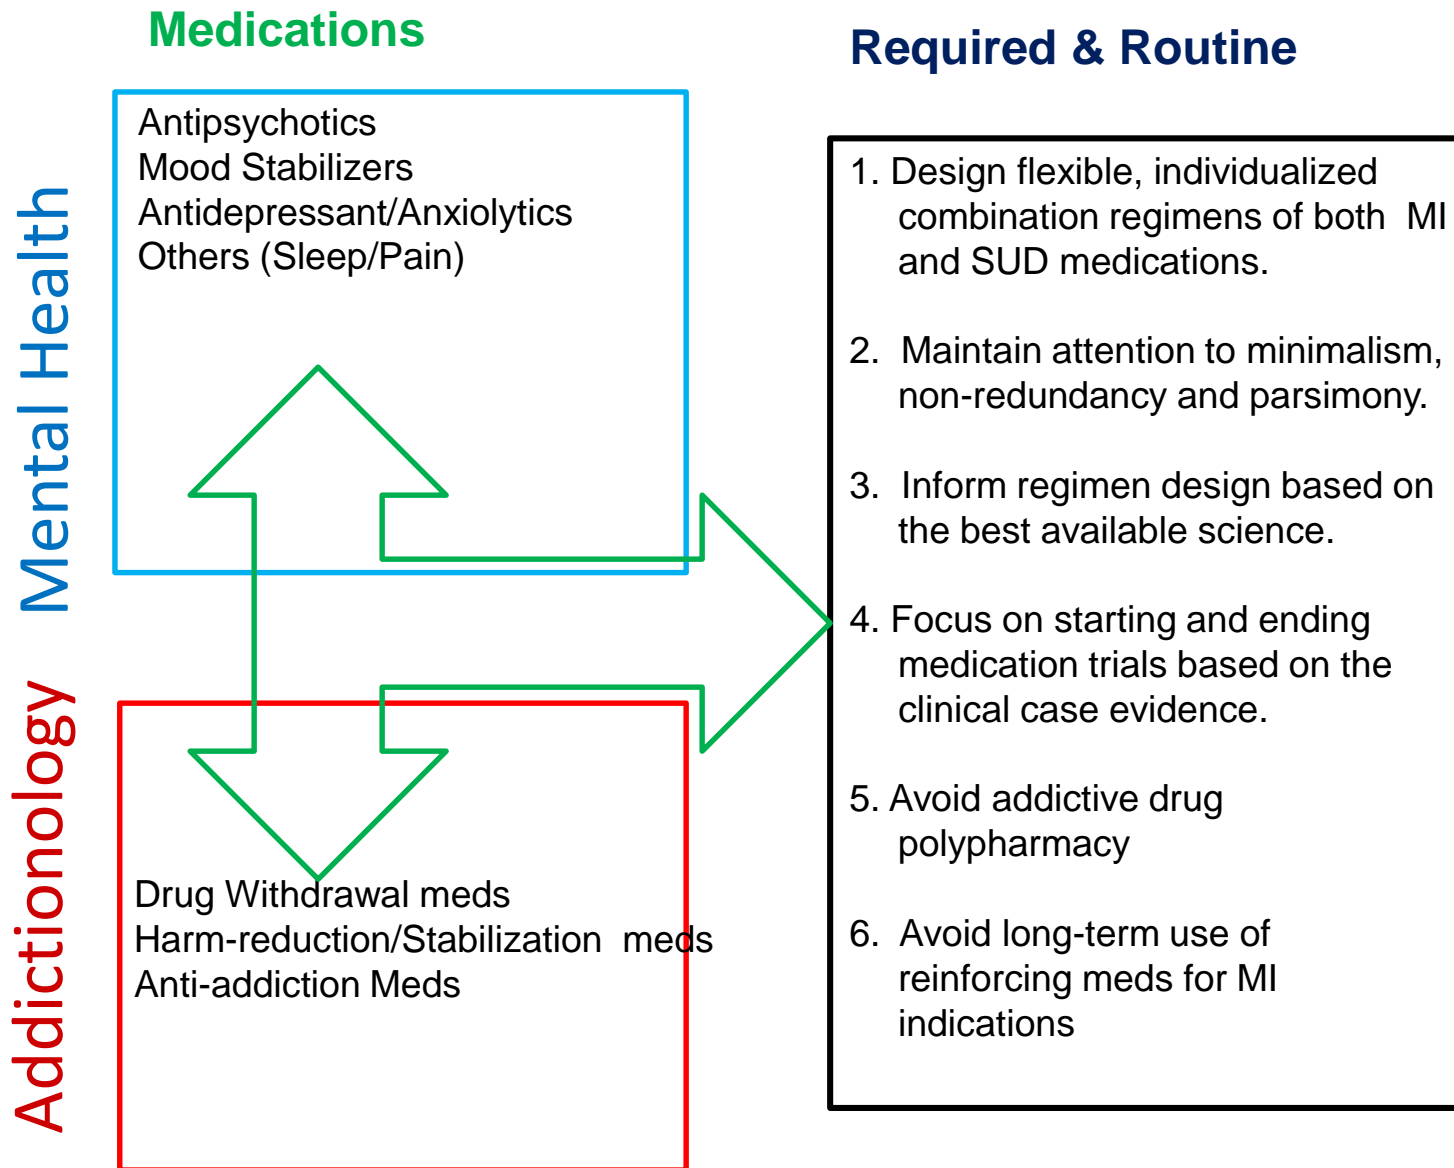 Medications
Required & Routine
Mental Health
Antipsychotics
Mood Stabilizers
Antidepressant/Anxiolytics
Others (Sleep/Pain)
Addictionology
Drug Withdrawal meds
Harm-reduction/Stabilization meds
Anti-addiction Meds
1. Design flexible, individualized
combination regimens of both MI
and SUD medications.
2. Maintain attention to minimalism,
non-redundancy and parsimony.
3. Inform regimen design based on
the best available science.
4. Focus on starting and ending
medication trials based on the
clinical case evidence.
5. Avoid addictive drug
polypharmacy
6. Avoid long-term use of
reinforcing meds for MI
indications